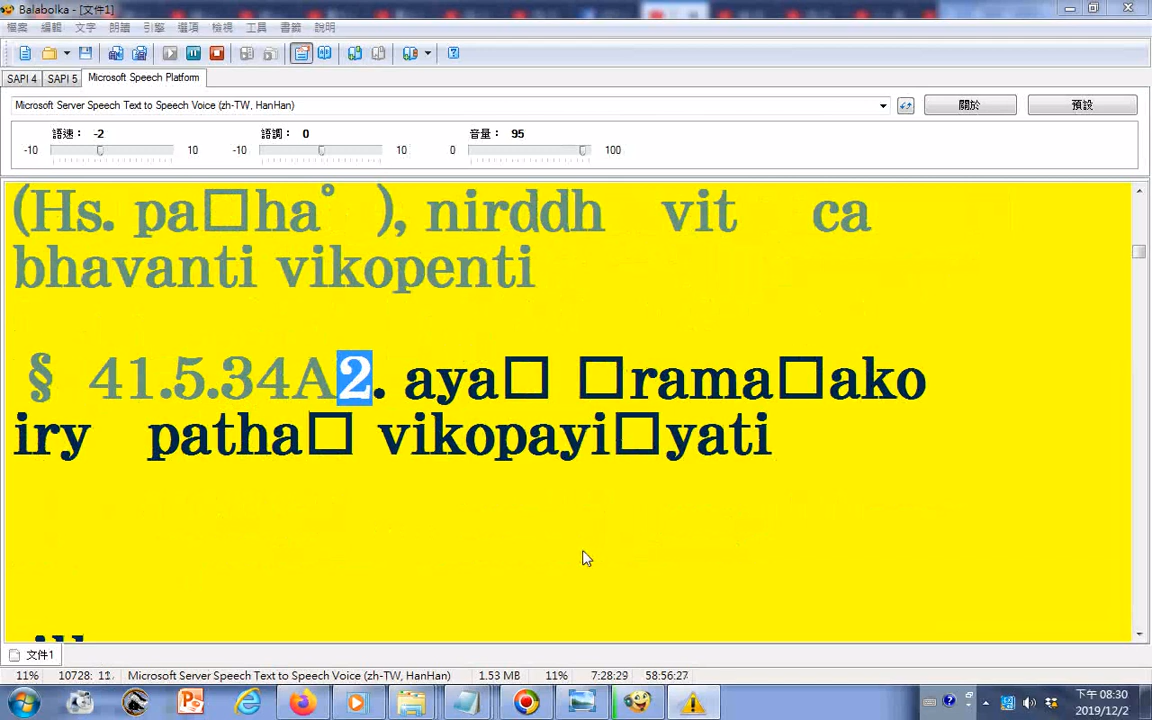 Balabolka - [文件1]
檔案 編輯 文字 朗讀 引擎 選項 檢視 工具 書籤 說明
SAPI 4 SAPI 5 Microsoft Speech Platform
Microsoft Server Speech Text to Speech Voice (zh-TW, HanHan) 關於 預設
語速： -2 語調： 0 音量： 95
-10 10 -10 10 0 100
(Hs. pa□ha° ), nirddh vit ca
bhavanti vikopenti
§ 41.5.34A2. aya□ □rama□ako
iry patha□ vikopayi□yati
文件1
11% 10728: 11, Microsoft Server Speech Text to Speech Voice (zh-TW, HanHan) 1.53 MB 11% 7:28:29 58:56:27
下午 08:30
2019/12/2